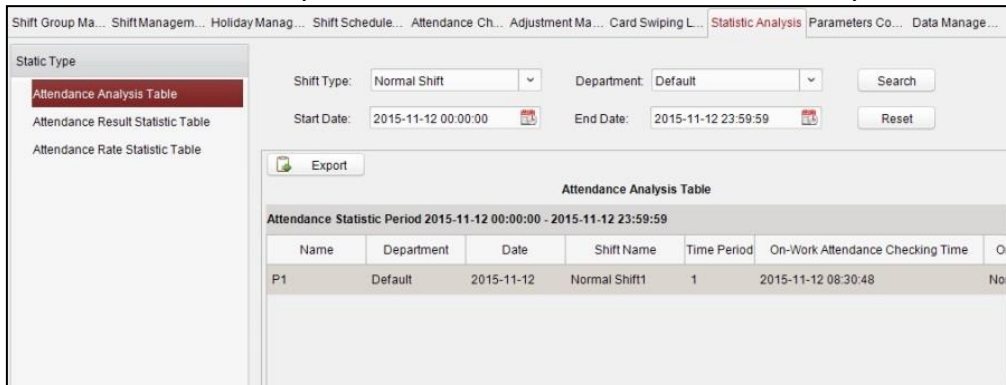 Shift Group Ma... Shift Managem... Holiday Manag... Shift Schedule... Attendance Ch... Adjustment Ma... Card Swiping L... Statistic Analysis Parameters Co... Data Manage...
Static Type
Attendance Analysis Table
Attendance Result Statistic Table
Attendance Rate Statistic Table
Shift Type: Normal Shift Department: Default Search
Start Date: 2015-11-12 00:00:00 End Date: 2015-11-12 23:59:59 Reset
Export
Attendance Analysis Table
Attendance Statistic Period 2015-11-12 00:00:00 - 2015-11-12 23:59:59
Name Department Date Shift Name Time Period On-Work Attendance Checking Time
P1 Default 2015-11-12 Normal Shift1 1 2015-11-12 08:30:48